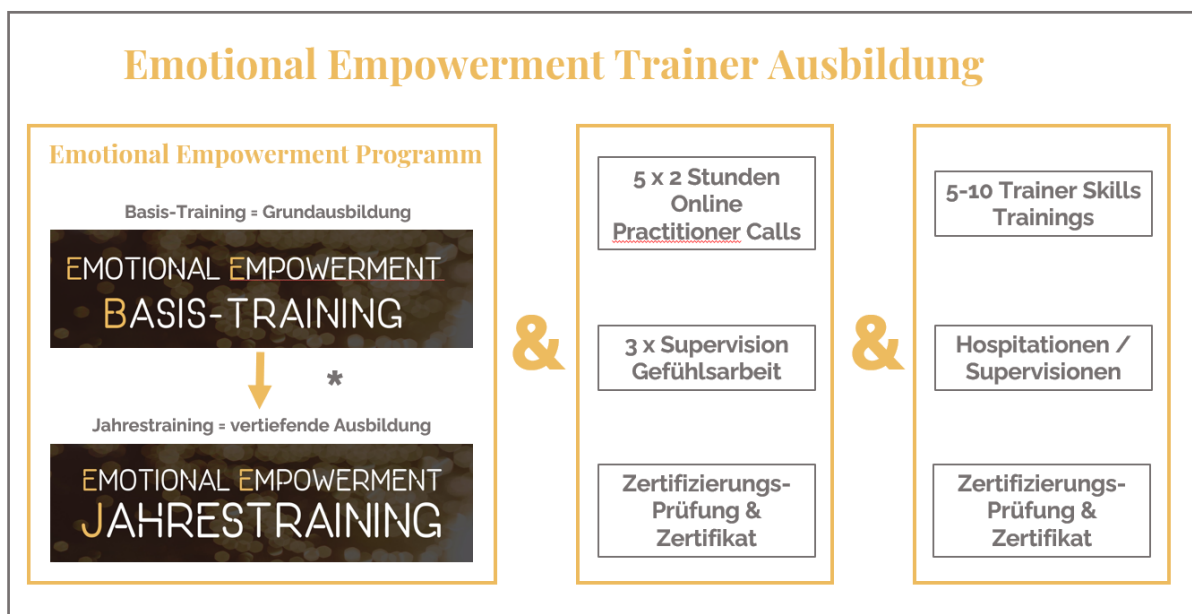 Emotional Empowerment Trainer Ausbildung
Emotional Empowerment Programm
Basis-Training = Grundausbildung
EMOTIONAL EMPOWERMENT
BASIS-TRAINING
*
Jahrestraining = vertiefende Ausbildung
EMOTIONAL EMPOWERMENT
JAHRESTRAINING
&
5 x 2 Stunden
Online
Practitioner Calls
3 x Supervision
Gefühlsarbeit
Zertifizierungs-
Prüfung &
Zertifikat
&
5-10 Trainer Skills
Trainings
Hospitationen /
Supervisionen
Zertifizierungs-
Prüfung &
Zertifikat